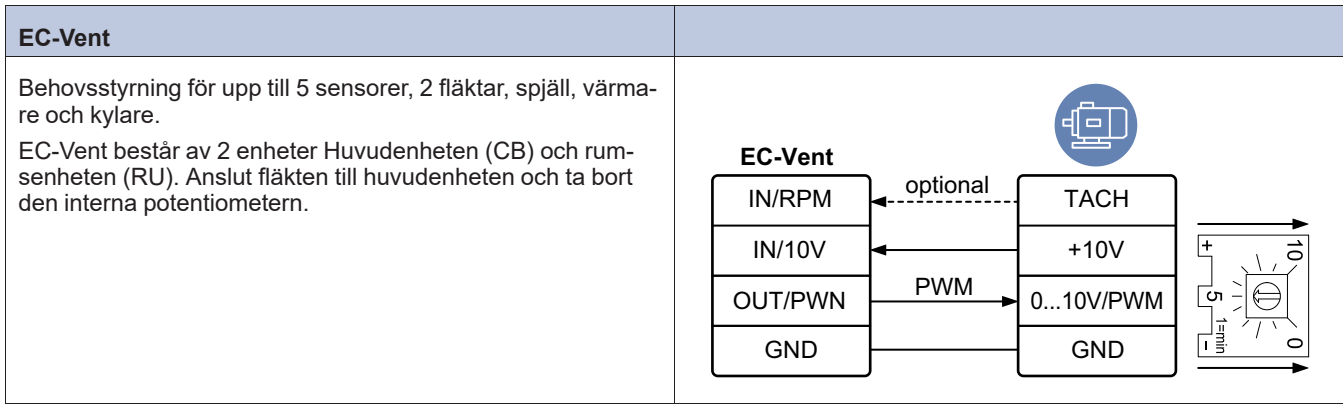 EC-Vent
Behovsstyrning för upp till 5 sensorer, 2 fläktar, spjäll, värma-
re och kylare.
EC-Vent består av 2 enheter Huvudenheten (CB) och rum-
senheten (RU). Anslut fläkten till huvudenheten och ta bort
den interna potentiometern.
EC-Vent
IN/RPM
optional
TACH
IN/10V
+10V
OUT/PWN
PWM
0...10V/PWM
GND
GND
+
10
5
1=min
-
0